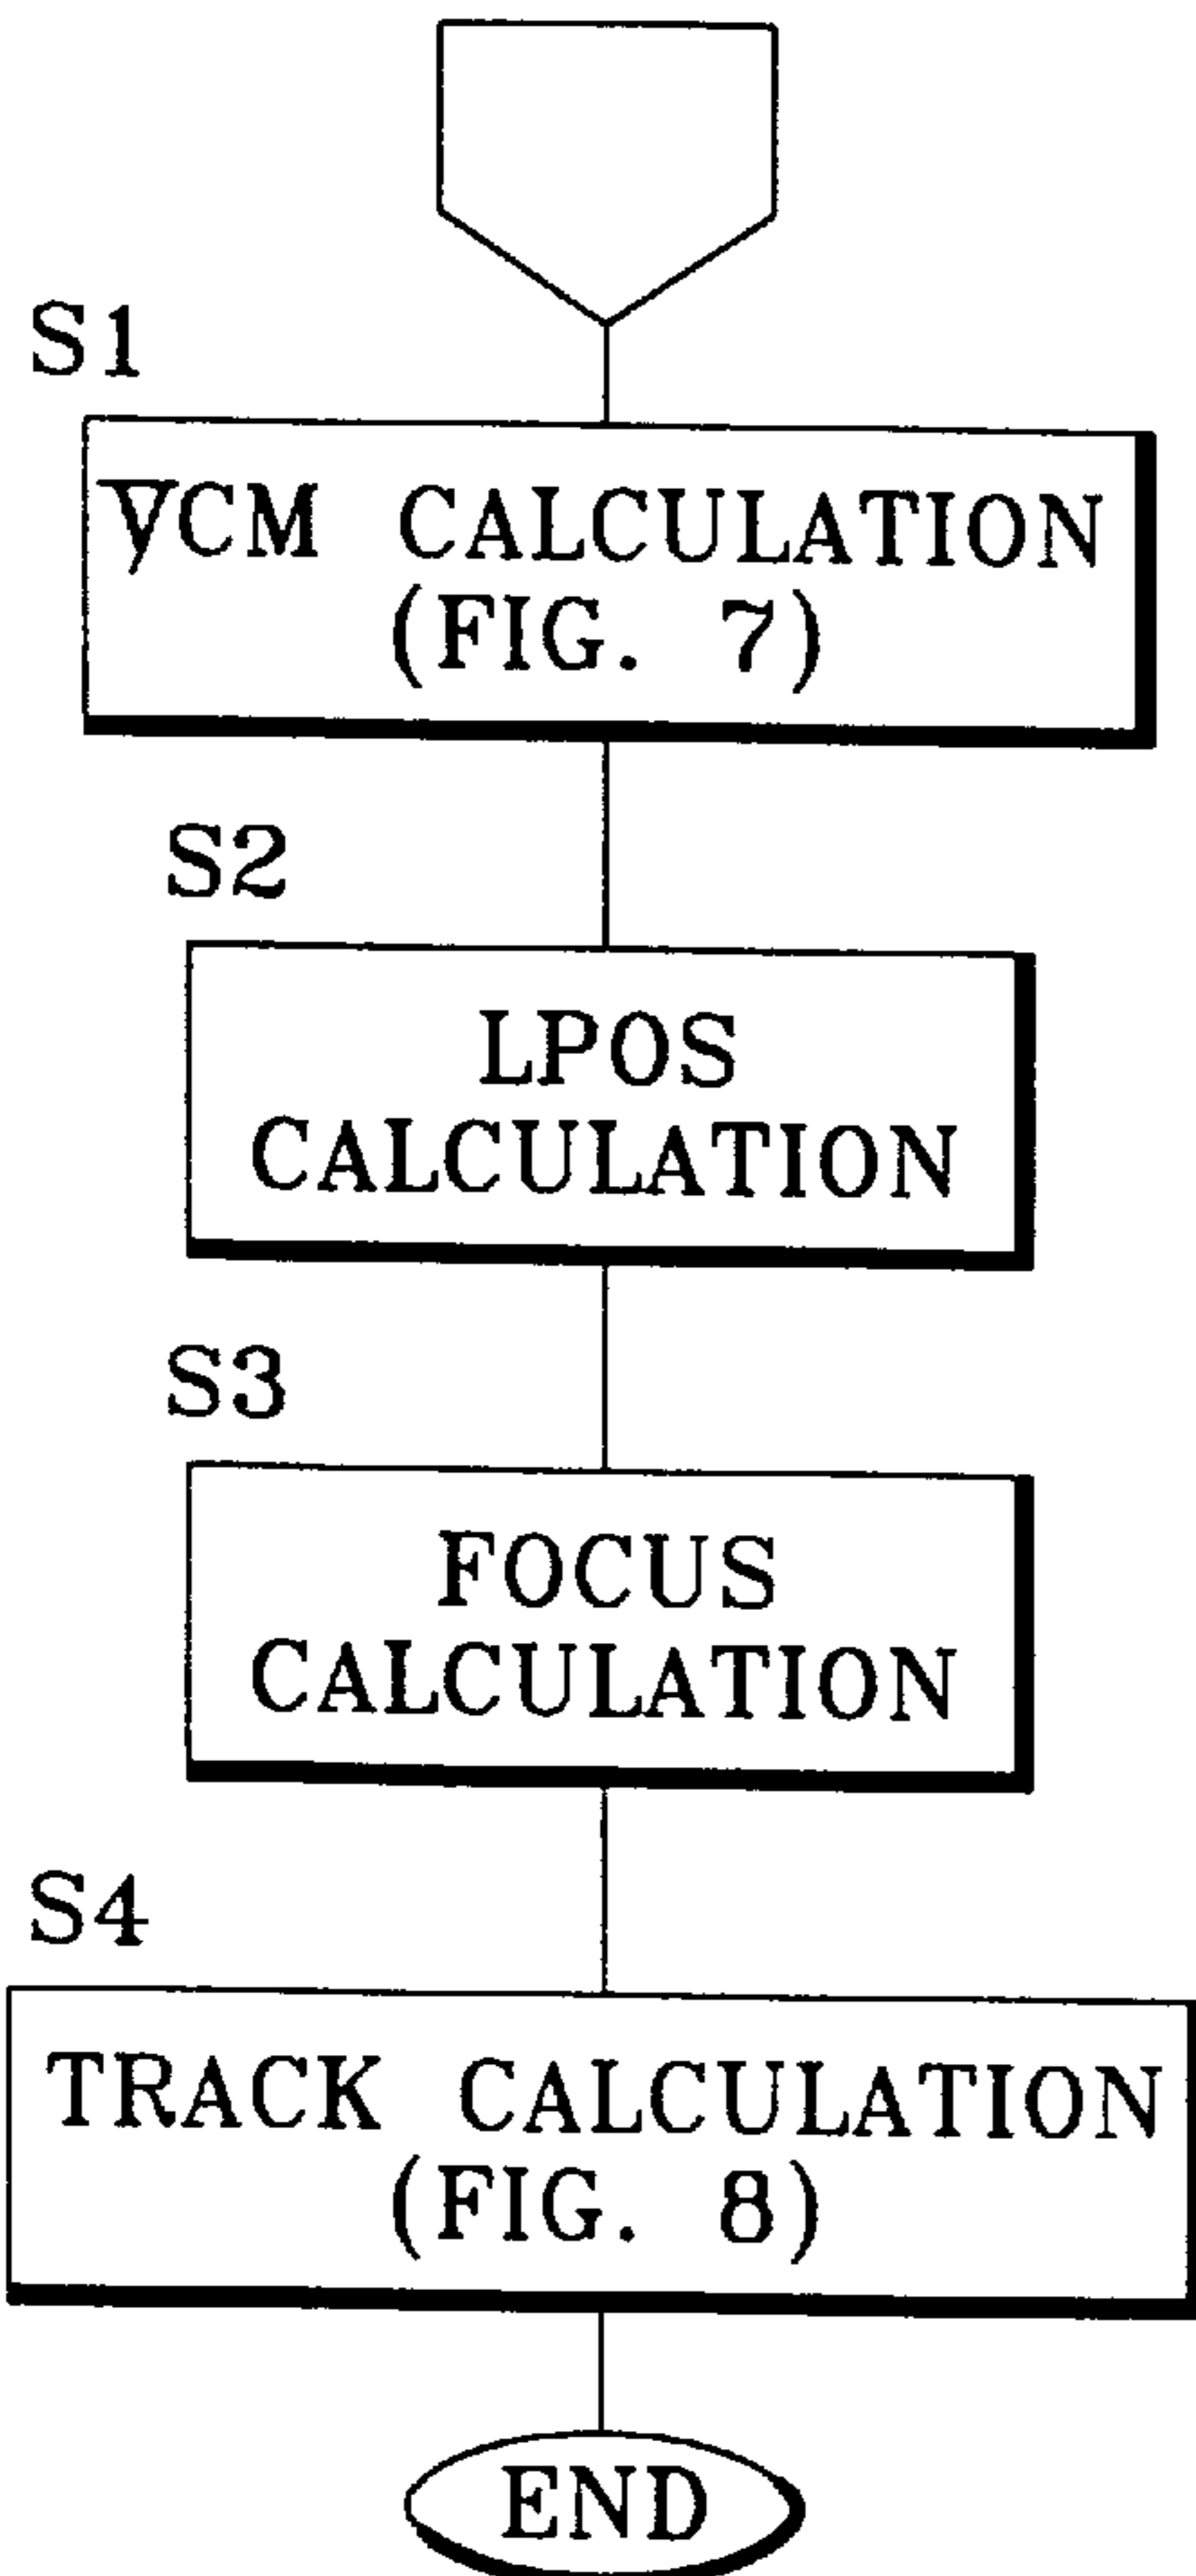 S1
VCM CALCULATION
(FIG. 7)
S2
LPOS
CALCULATION
S3
FOCUS
CALCULATION
S4
TRACK CALCULATION
(FIG. 8)
END